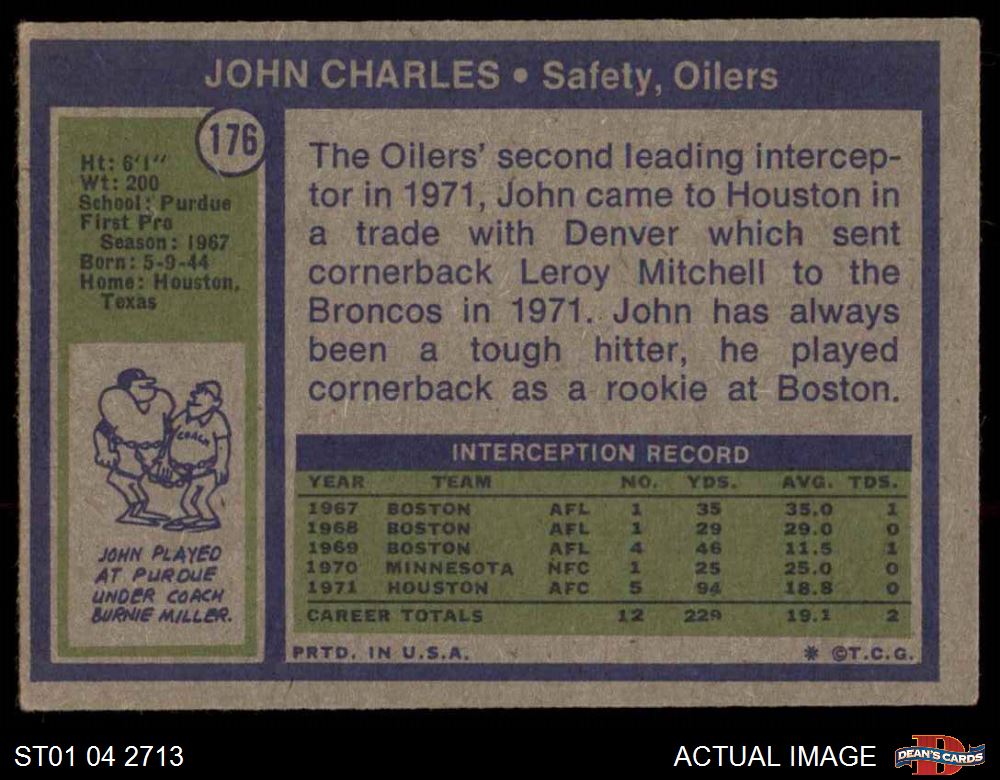 JOHN CHARLES • Safety, Oilers
176
Ht: 6'1"
Wt: 200
School: Purdue
First Pro
Season: 1967
Born: 5-9-44
Home: Houston,
Texas
COACH
JOHN PLAYED
AT PURDUE
UNDER COACH
BURNIE MILLER.
The Oilers' second leading intercep-
tor in 1971, John came to Houston in
a trade with Denver which sent
cornerback Leroy Mitchell to the
Broncos in 1971. John has always
been a tough hitter, he played
cornerback as a rookie at Boston.
INTERCEPTION RECORD
YEAR TEAM NO. YDS. AVG. TDS.
1967 BOSTON AFL 1 35 35.0 1
1968 BOSTON AFL 1 29 29.0 0
1969 BOSTON AFL 4 46 11.5 1
1970 MINNESOTA NFC 1 25 25.0 0
1971 HOUSTON AFC 5 94 18.8 0
CAREER TOTALS 12 229 19.1 2
PRTD. IN U.S.A. * ©T.C.G.
ST01 04 2713
ACTUAL IMAGE
D
DEAN'S CARDS